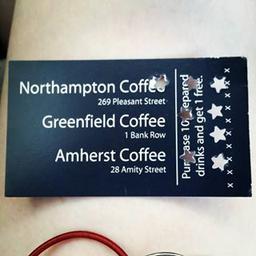 Northampton Coffee
269 Pleasant Street
Greenfield Coffee
1 Bank Row
Amherst Coffee
28 Amity Street
Purchase 10 prepared
drinks and get 1 free.